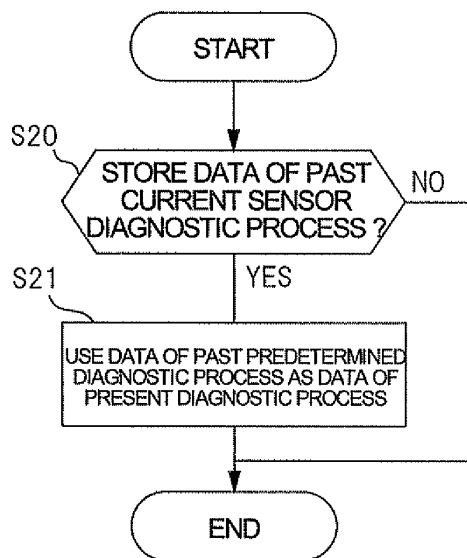 START
S20
STORE DATA OF PAST
CURRENT SENSOR
DIAGNOSTIC PROCESS ?
NO
YES
S21
USE DATA OF PAST PREDETERMINED
DIAGNOSTIC PROCESS AS DATA OF
PRESENT DIAGNOSTIC PROCESS
END